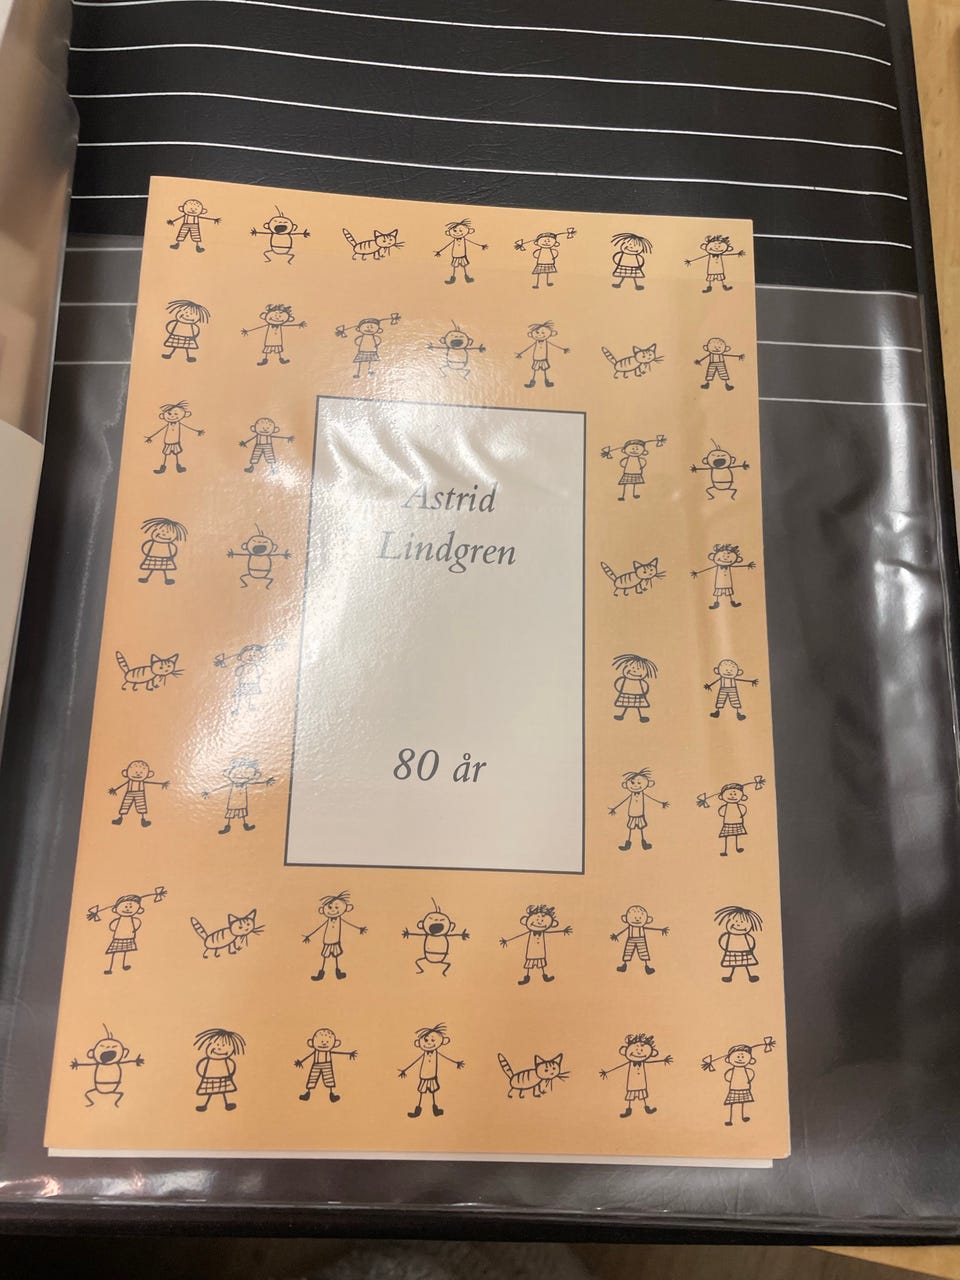 Astrid
Lindgren
80 år